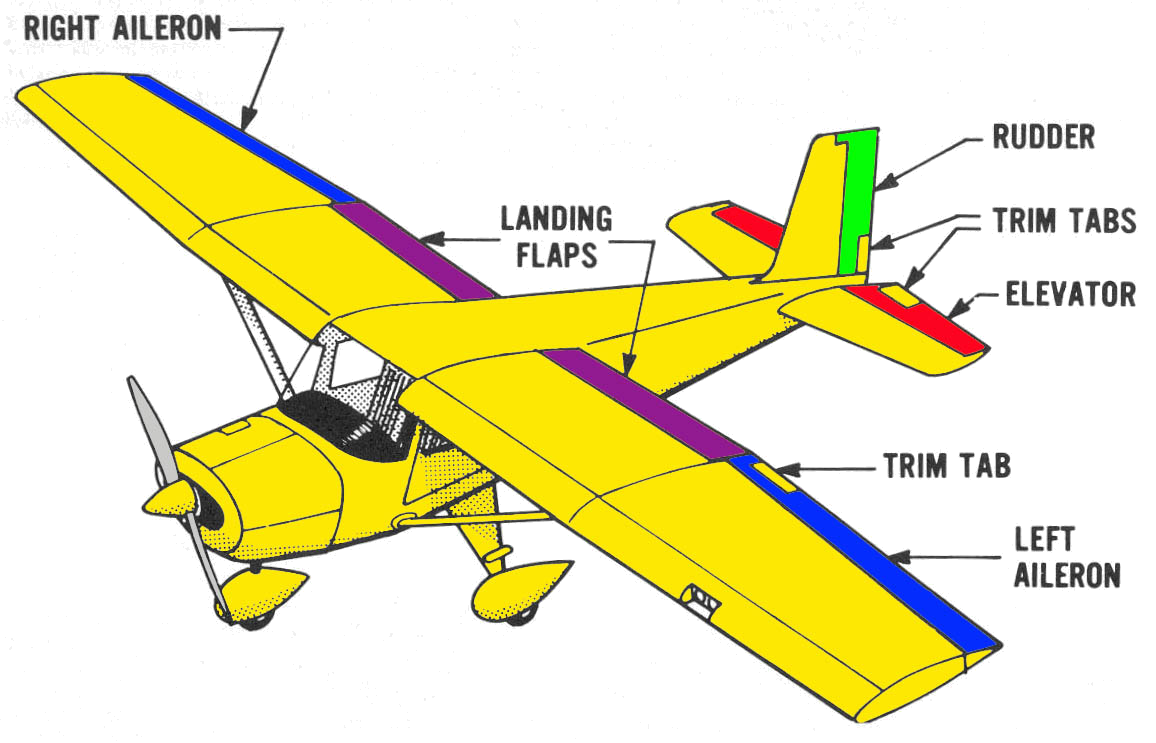 RIGHT AILERON
RUDDER
LANDING
FLAPS
TRIM TABS
ELEVATOR
TRIM TAB
LEFT
AILERON